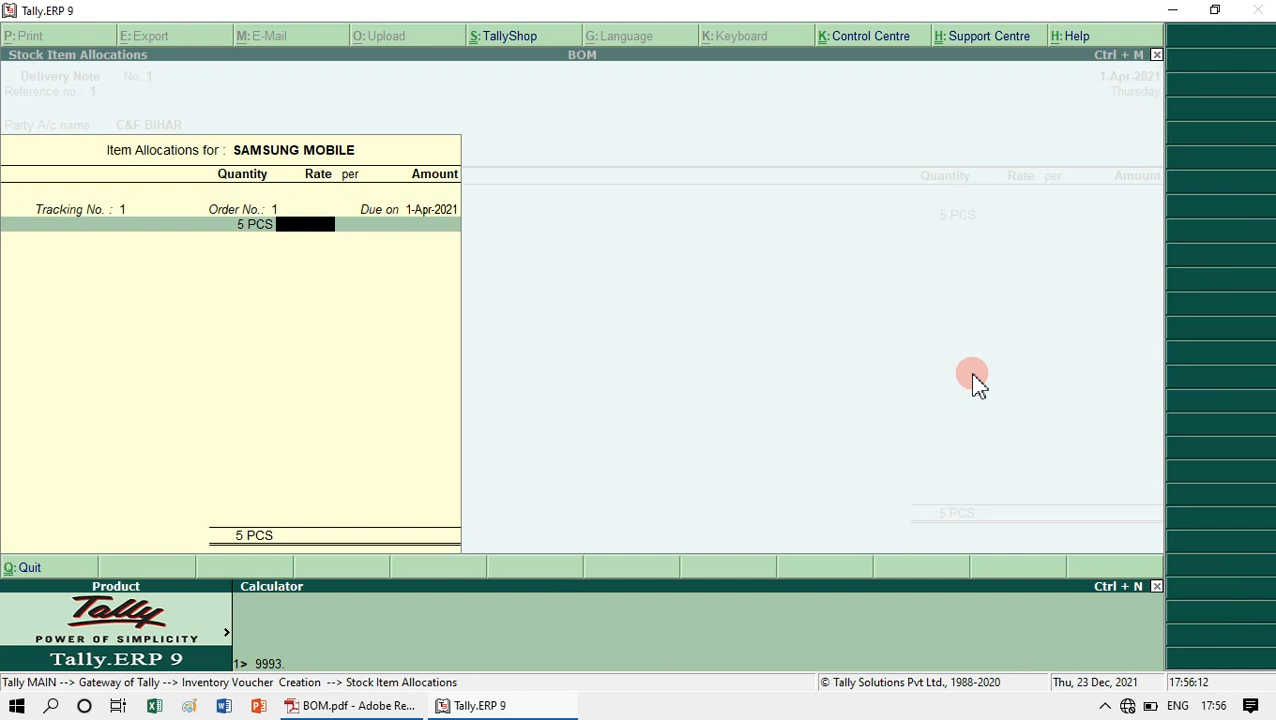 Tally.ERP 9
P: Print E: Export M: E-Mail O: Upload S: TallyShop G: Language K: Keyboard K: Control Centre H: Support Centre H: Help
Stock Item Allocations BOM Ctrl + M
Delivery Note No. 1 1-Apr-2021
Reference no.: 1 Thursday
Party A/c name : C&F BIHAR
Item Allocations for : SAMSUNG MOBILE
Quantity Rate per Amount Quantity Rate per Amount
Tracking No. : 1 Order No.: 1 Due on 1-Apr-2021
5 PCS 5 PCS
5 PCS 5 PCS
Q: Quit
Product Calculator Ctrl + N
Tally
POWER OF SIMPLICITY
Tally.ERP 9
1> 9993.
Tally MAIN --> Gateway of Tally --> Inventory Voucher Creation --> Stock Item Allocations © Tally Solutions Pvt Ltd., 1988-2020 Thu, 23 Dec, 2021 17:56:12
BOM.pdf - Adobe Re... Tally.ERP 9 ENG 17:56